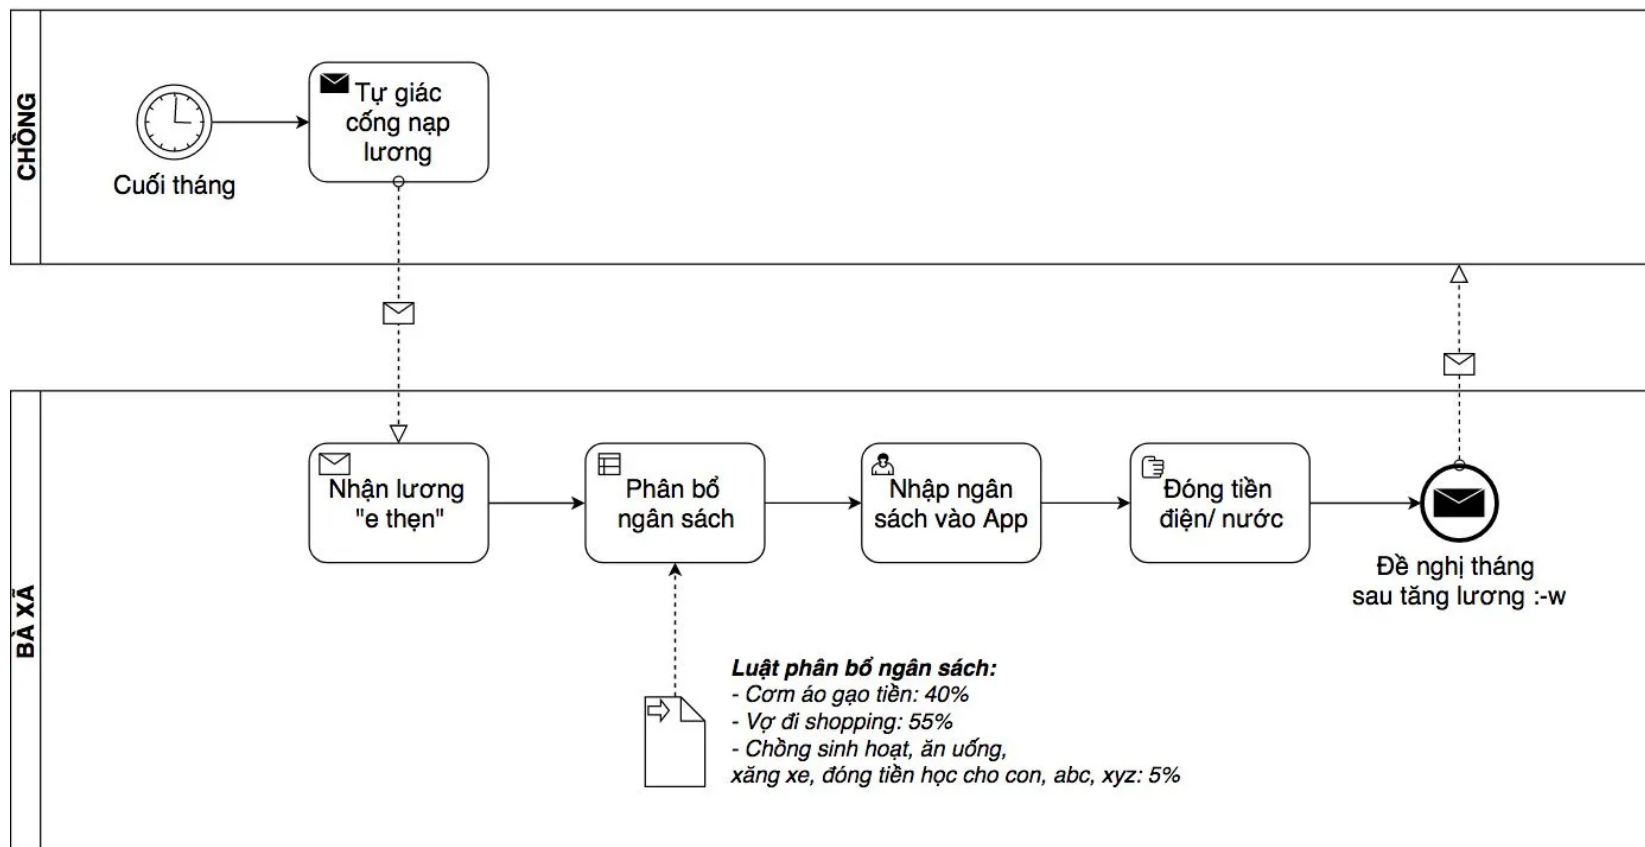 CHỒNG
Cuối tháng
Tự giác
cống nạp
lương
BÀ XÃ
Nhận lương
"e thẹn"
Phân bổ
ngân sách
Nhập ngân
sách vào App
Đóng tiền
điện/ nước
Đề nghị tháng
sau tăng lương :-w
Luật phân bổ ngân sách:
- Cơm áo gạo tiền: 40%
- Vợ đi shopping: 55%
- Chồng sinh hoạt, ăn uống,
xăng xe, đóng tiền học cho con, abc, xyz: 5%